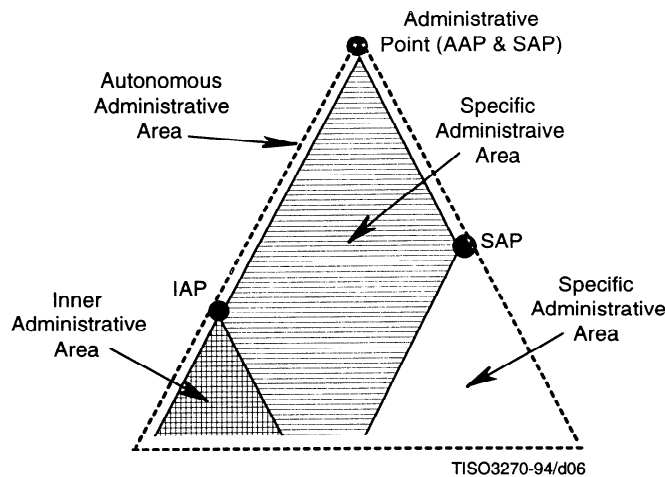 Administrative
Point (AAP & SAP)
Autonomous
Administrative
Area
Specific
Administraive
Area
SAP
IAP
Inner
Administrative
Area
Specific
Administrative
Area
TISO3270-94/d06